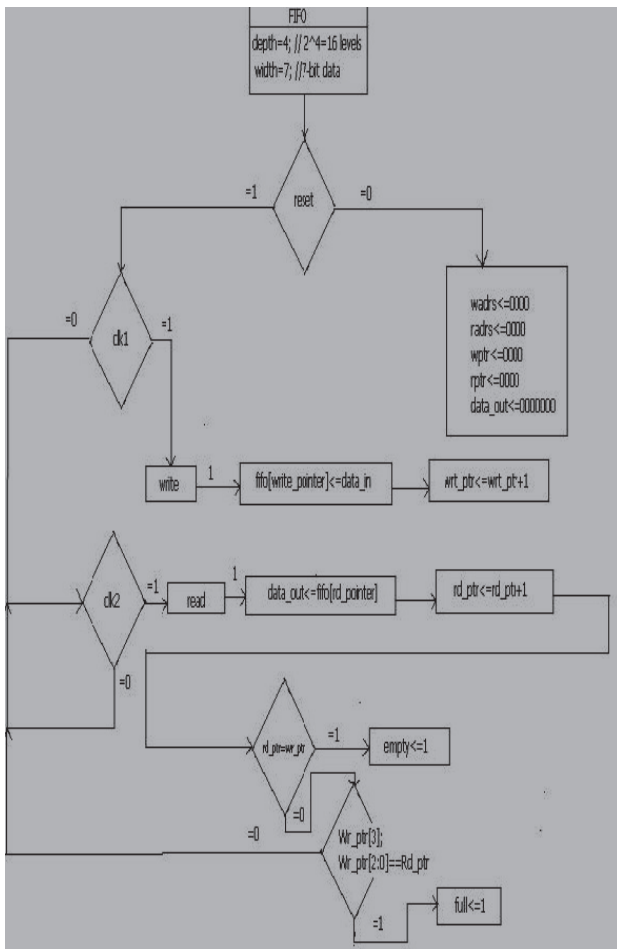 FIFO
depth=4; // 2^4=16 levels
width=7; //7-bit data
reset
=1
=0
wadrs<=0000
radrs<=0000
wptr<=0000
rptr<=0000
data_out<=0000000
=0
clk1
=1
write
1
fifo[write_pointer]<=data_in
wrt_ptr<=wrt_ptr+1
clk2
=1
read
1
data_out<=fifo[rd_pointer]
rd_ptr<=rd_ptr+1
=0
rd_ptr=wr_ptr
=1
empty<=1
=0
=0
Wr_ptr[3];
Wr_ptr[2:0]==Rd_ptr
=1
full<=1